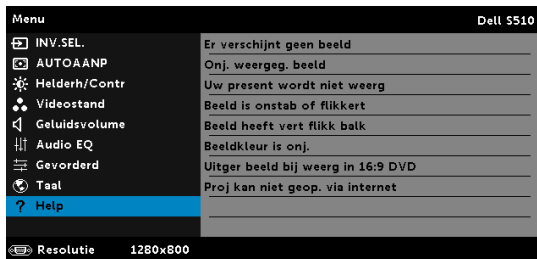 Menu Dell S510
INV.SEL.
AUTOAANP
Helderh/Contr
Videostand
Geluidsvolume
Audio EQ
Gevorderd
Taal
? Help
Er verschijnt geen beeld
Onj. weergeg. beeld
Uw present wordt niet weerg
Beeld is onstab of flikkert
Beeld heeft vert flikk balk
Beeldkleur is onj.
Uitger beeld bij weerg in 16:9 DVD
Proj kan niet geop. via internet
Resolutie 1280x800